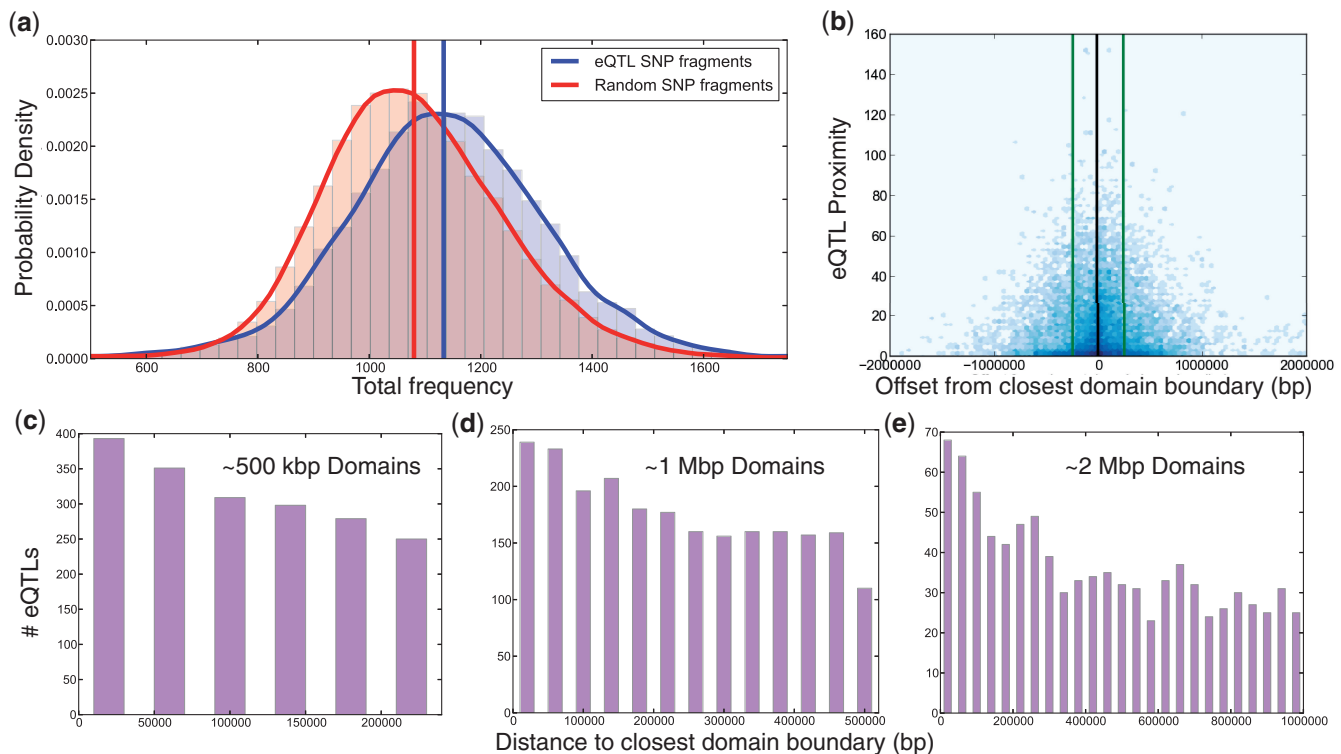 (a)
0.0030
0.0025
0.0020
0.0015
0.0010
0.0005
0.0000
Probability Density
600 800 1000 1200 1400 1600
Total frequency
eQTL SNP fragments
Random SNP fragments
(b)
160
140
120
100
80
60
40
20
0
eQTL Proximity
−2000000 −1000000 0 1000000 2000000
Offset from closest domain boundary (bp)
(c)
400
350
300
250
200
150
100
50
0
# eQTLs
~500 kbp Domains
0 50000 100000 150000 200000
(d)
250
200
150
100
50
0
~1 Mbp Domains
0 100000 200000 300000 400000 500000
(e)
70
60
50
40
30
20
10
0
~2 Mbp Domains
0 200000 400000 600000 800000 1000000
Distance to closest domain boundary (bp)